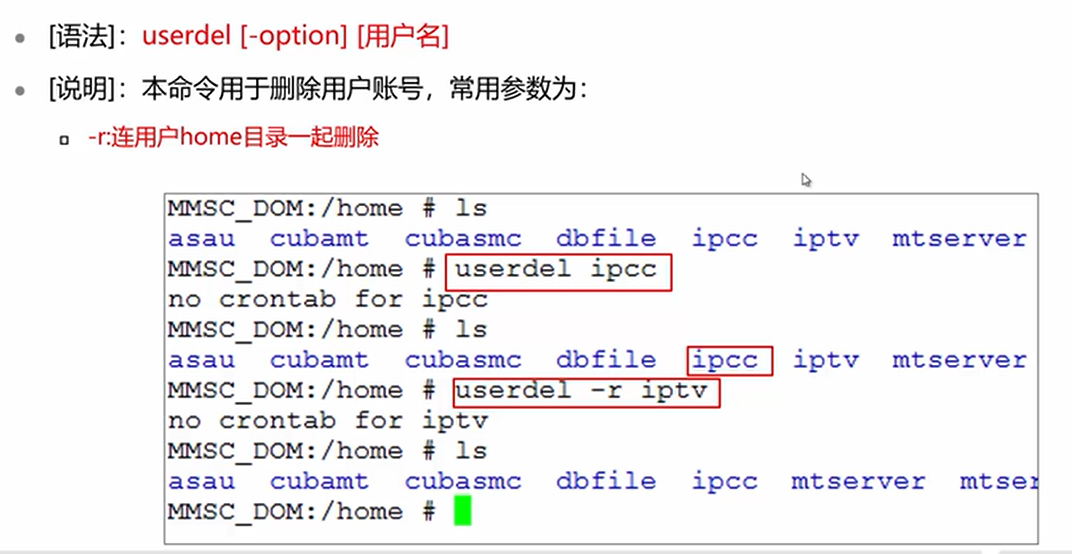 [语法]：userdel [-option] [用户名]
[说明]：本命令用于删除用户账号，常用参数为：
-r:连用户home目录一起删除
MMSC_DOM:/home # ls
asau cubamt cubasmc dbfile ipcc iptv mtserver
MMSC_DOM:/home # userdel ipcc
no crontab for ipcc
MMSC_DOM:/home # ls
asau cubamt cubasmc dbfile ipcc iptv mtserver
MMSC_DOM:/home # userdel -r iptv
no crontab for iptv
MMSC_DOM:/home # ls
asau cubamt cubasmc dbfile ipcc mtserver mtser
MMSC_DOM:/home #